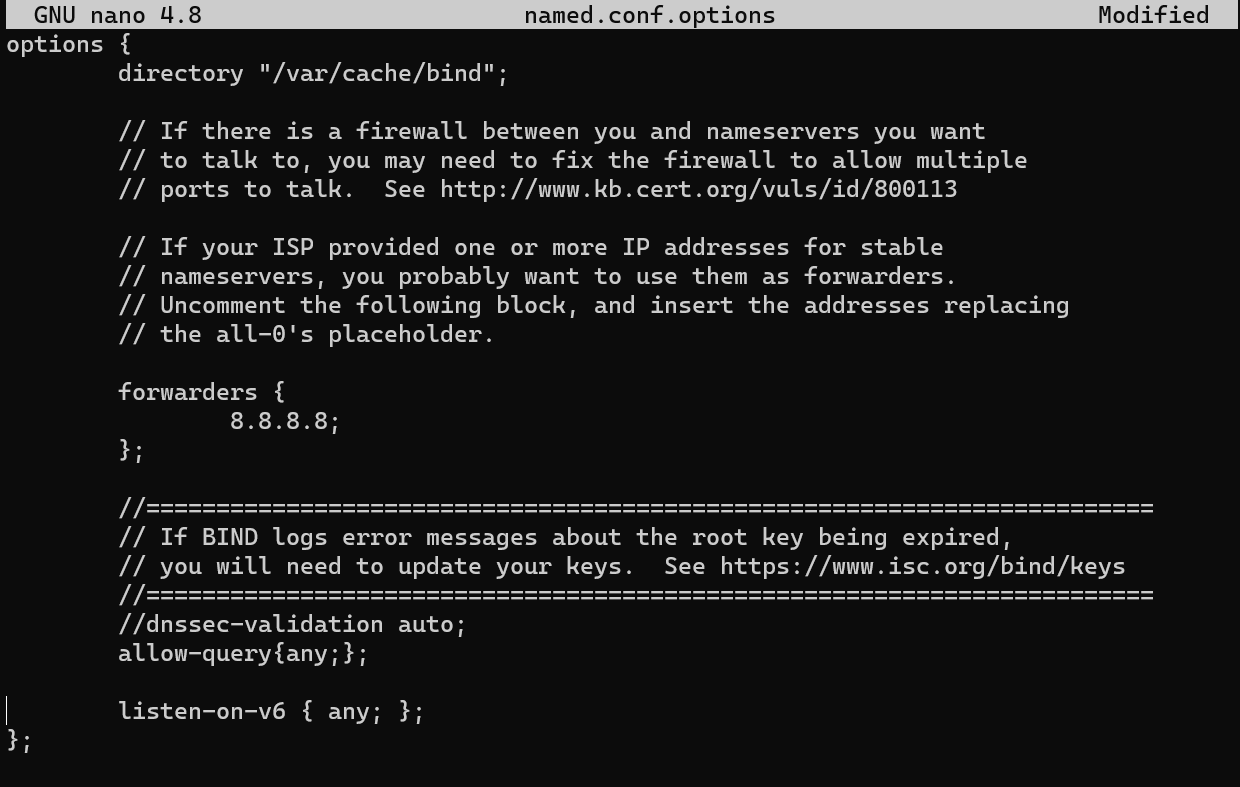 GNU nano 4.8 named.conf.options Modified
options {
directory "/var/cache/bind";
// If there is a firewall between you and nameservers you want
// to talk to, you may need to fix the firewall to allow multiple
// ports to talk.  See http://www.kb.cert.org/vuls/id/800113
// If your ISP provided one or more IP addresses for stable
// nameservers, you probably want to use them as forwarders.
// Uncomment the following block, and insert the addresses replacing
// the all-0's placeholder.
forwarders {
8.8.8.8;
};
//========================================================================
// If BIND logs error messages about the root key being expired,
// you will need to update your keys.  See https://www.isc.org/bind/keys
//========================================================================
//dnssec-validation auto;
allow-query{any;};
listen-on-v6 { any; };
};